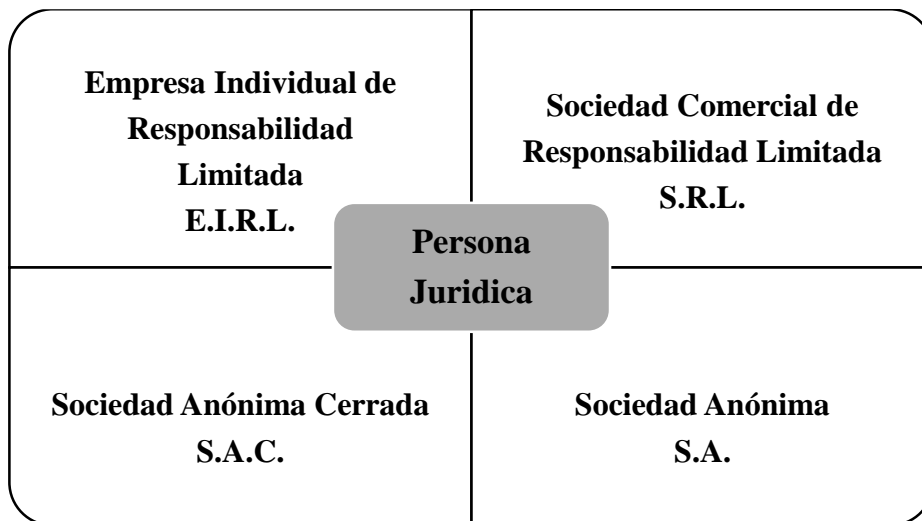 Empresa Individual de
Responsabilidad
Limitada
E.I.R.L.
Sociedad Comercial de
Responsabilidad Limitada
S.R.L.
Persona
Juridica
Sociedad Anónima Cerrada
S.A.C.
Sociedad Anónima
S.A.